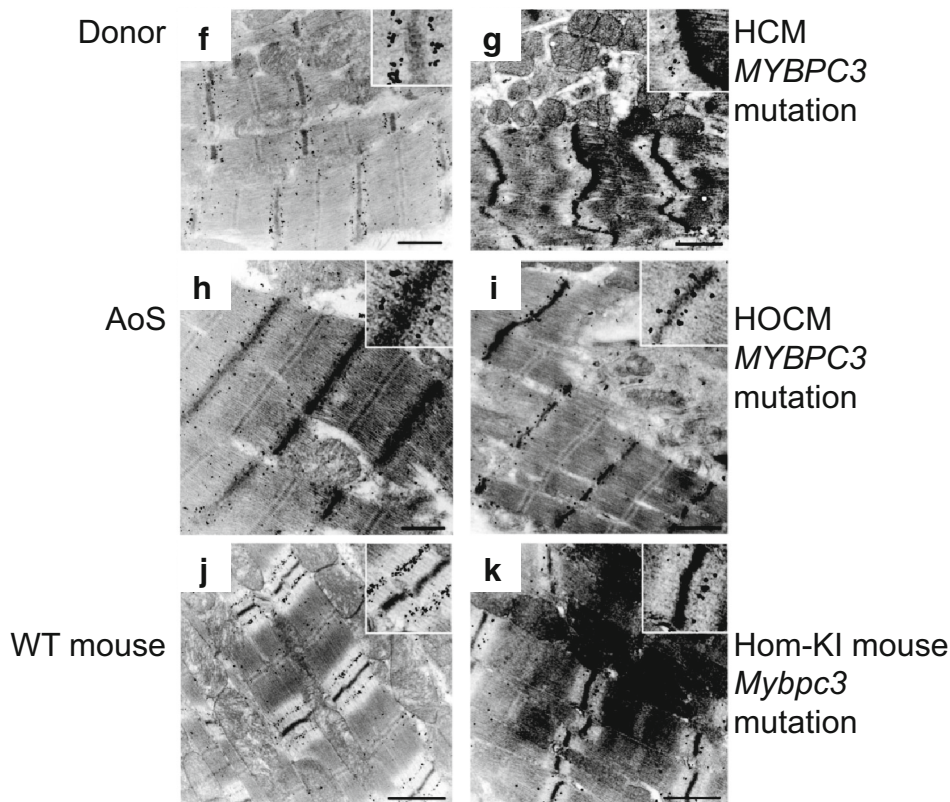 Donor
f
g
HCM
MYBPC3
mutation
AoS
h
i
HOCM
MYBPC3
mutation
WT mouse
j
k
Hom-KI mouse
Mybpc3
mutation